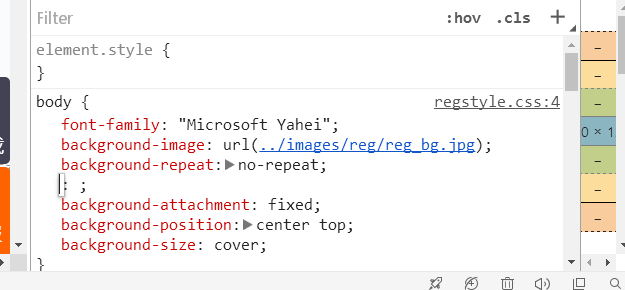 Filter :hov .cls +
element.style {
}
body { regstyle.css:4
font-family: "Microsoft Yahei";
background-image: url(../images/reg/reg_bg.jpg);
background-repeat: no-repeat;
: ;
background-attachment: fixed;
background-position: center top;
background-size: cover;
}
–
–
–
0 × 1
–
–
–